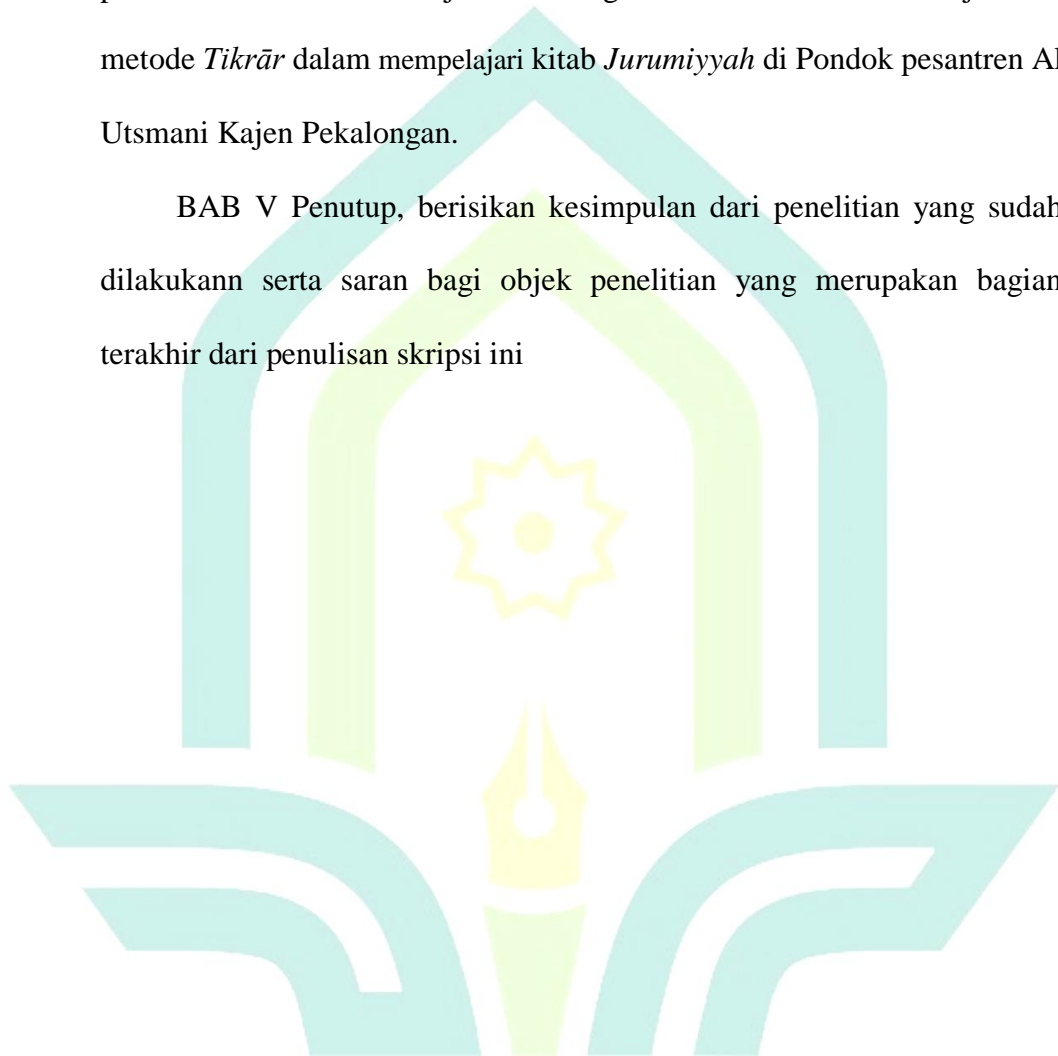 metode Tikrār dalam mempelajari kitab Jurumiyyah di Pondok pesantren Al
Utsmani Kajen Pekalongan.
BAB V Penutup, berisikan kesimpulan dari penelitian yang sudah
dilakukann serta saran bagi objek penelitian yang merupakan bagian
terakhir dari penulisan skripsi ini